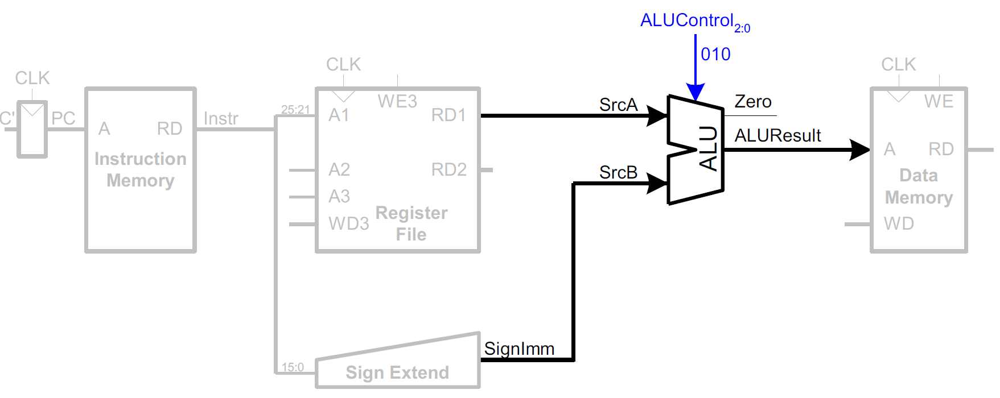 ALUControl2:0
010
CLK
CLK
CLK
C'
PC
A
RD
Instruction
Memory
Instr
25:21
A1
WE3
RD1
A2
RD2
A3
WD3
Register
File
SrcA
SrcB
ALU
Zero
ALUResult
WE
A
RD
Data
Memory
WD
15:0
Sign Extend
SignImm